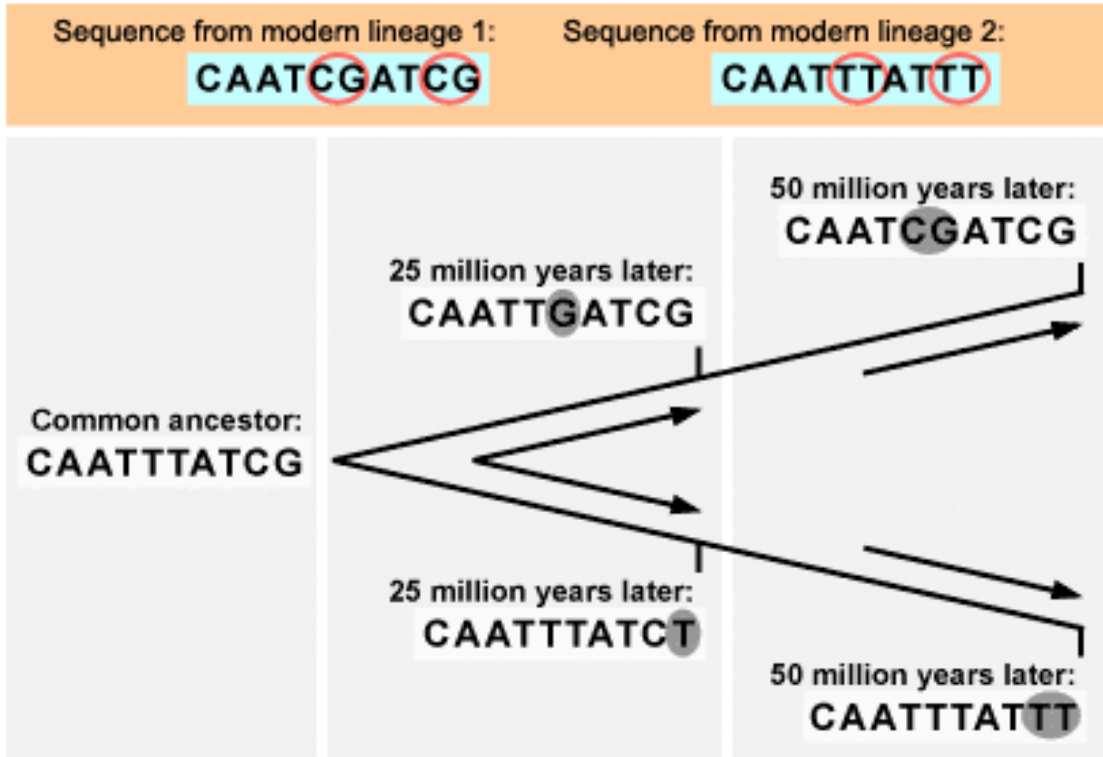 Sequence from modern lineage 1:
CAATCGATCG
Sequence from modern lineage 2:
CAATTTATTT
50 million years later:
CAATCGATCG
25 million years later:
CAATTGATCG
Common ancestor:
CAATTTATCG
25 million years later:
CAATTTATCT
50 million years later:
CAATTTATTT